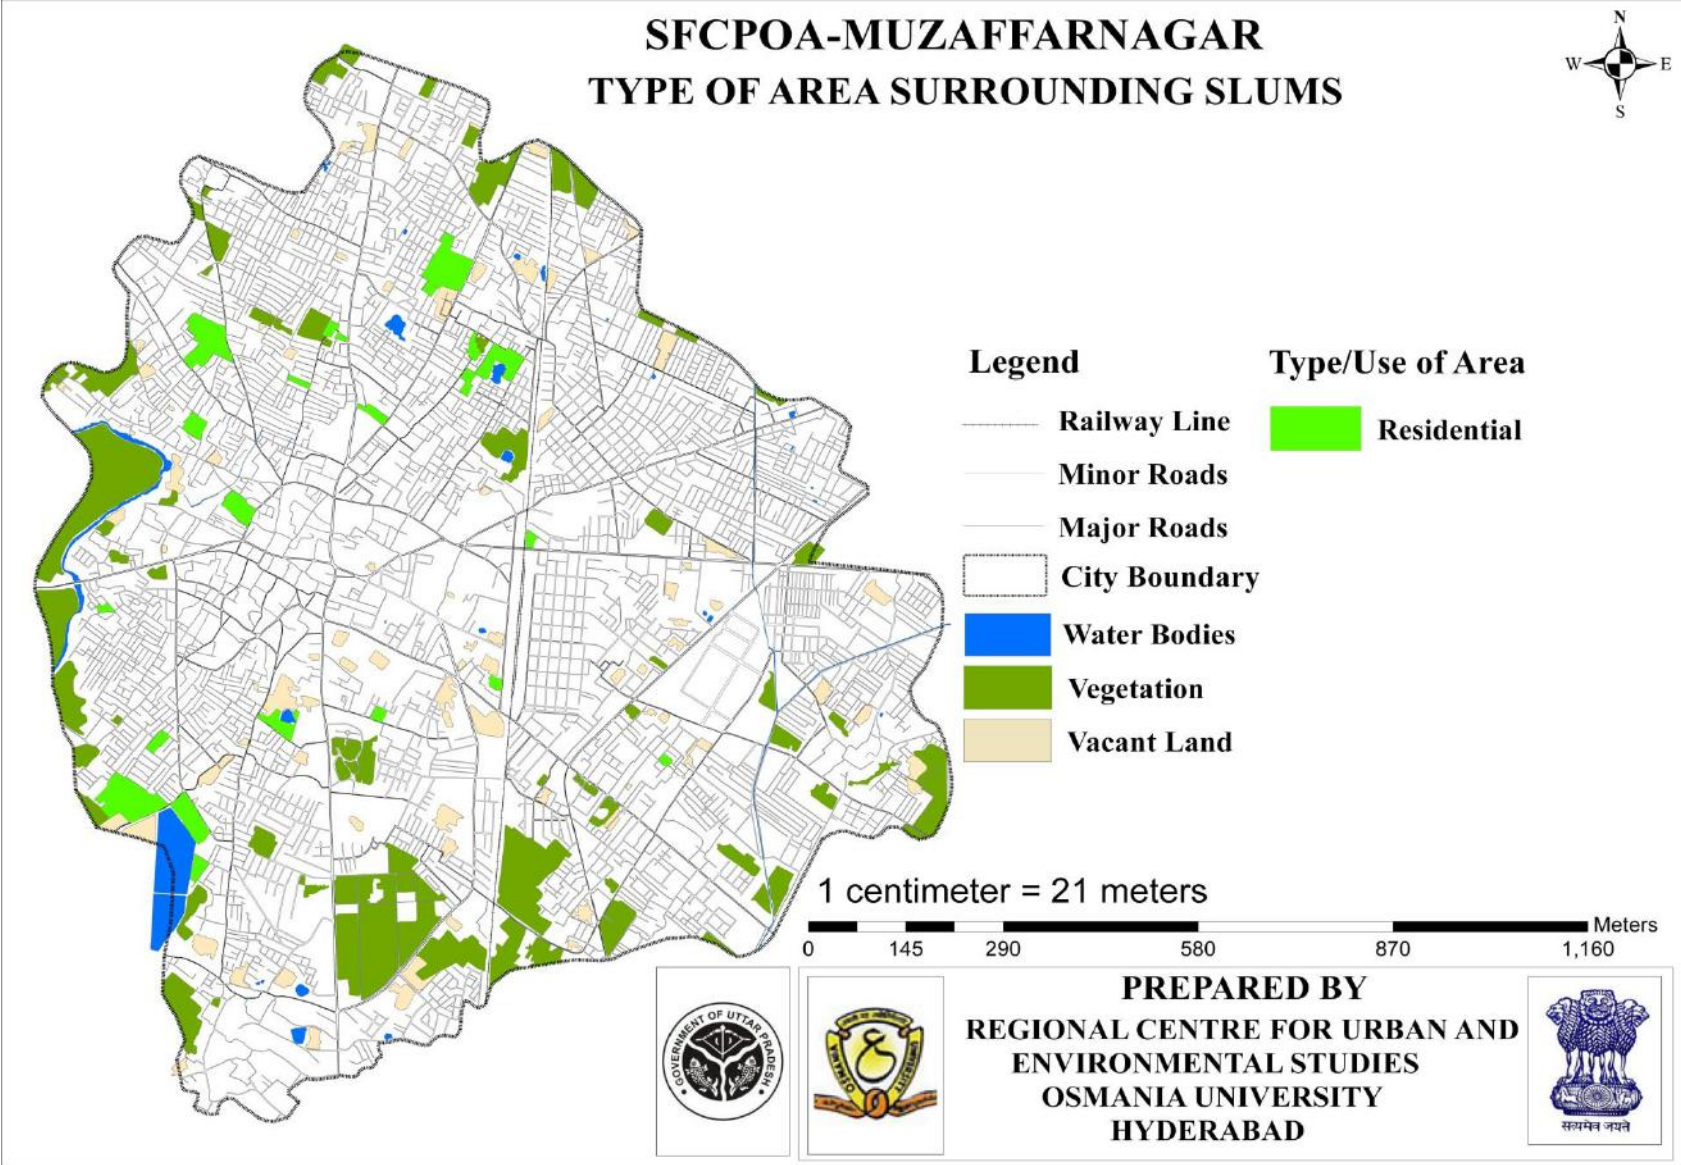 SFCPOA-MUZAFFARNAGAR
TYPE OF AREA SURROUNDING SLUMS
N
W E
S
Legend
Railway Line
Minor Roads
Major Roads
City Boundary
Water Bodies
Vegetation
Vacant Land
Type/Use of Area
Residential
1 centimeter = 21 meters
Meters
0 145 290 580 870 1,160
GOVERNMENT OF UTTAR PRADESH
OSMANIA UNIVERSITY
PREPARED BY
REGIONAL CENTRE FOR URBAN AND
ENVIRONMENTAL STUDIES
OSMANIA UNIVERSITY
HYDERABAD
सत्यमेव जयते